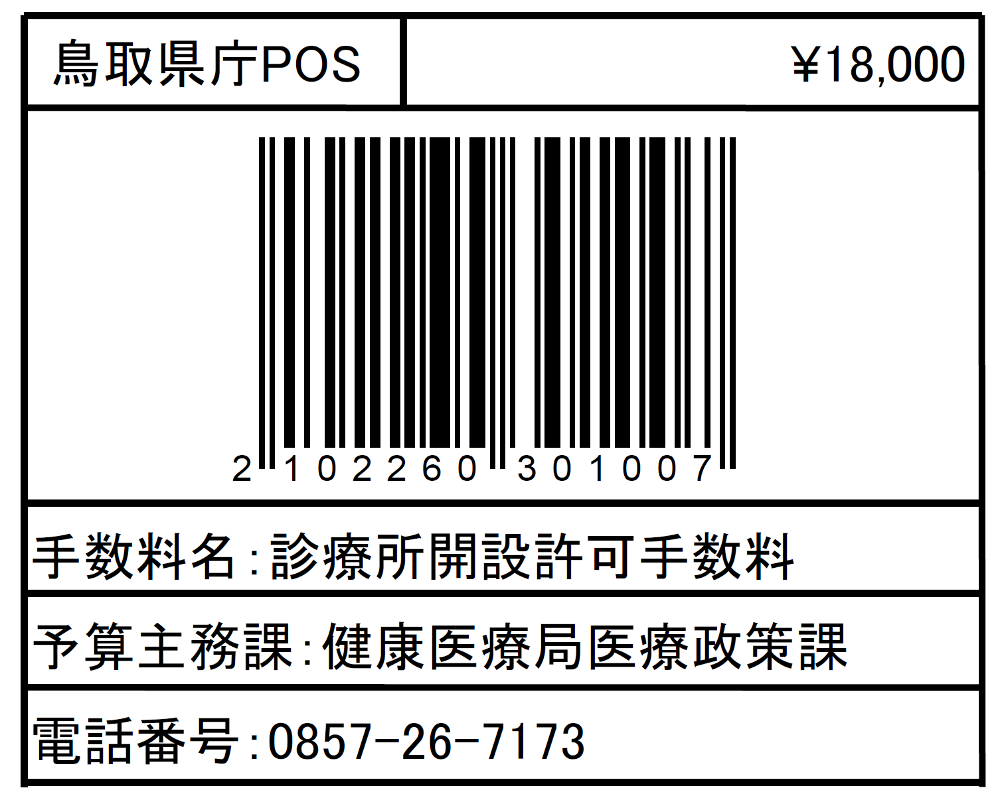 鳥取県庁POS ¥18,000
2 102260 301007
手数料名:診療所開設許可手数料
予算主務課:健康医療局医療政策課
電話番号:0857-26-7173